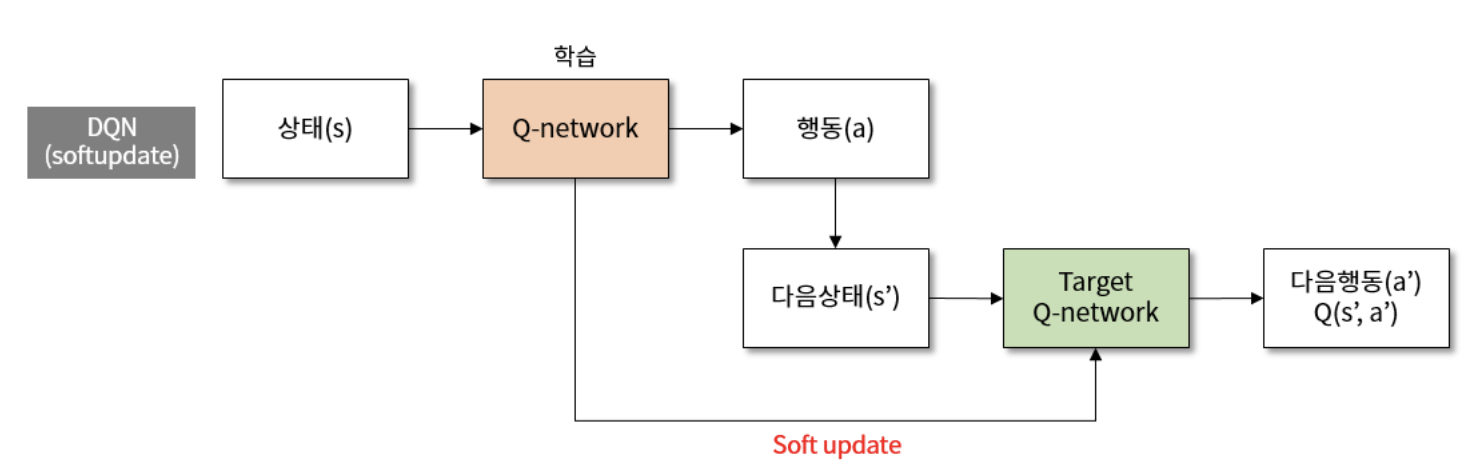 학습
DQN
(softupdate)
상태(s)
Q-network
행동(a)
다음상태(s’)
Target
Q-network
다음행동(a’)
Q(s’, a’)
Soft update